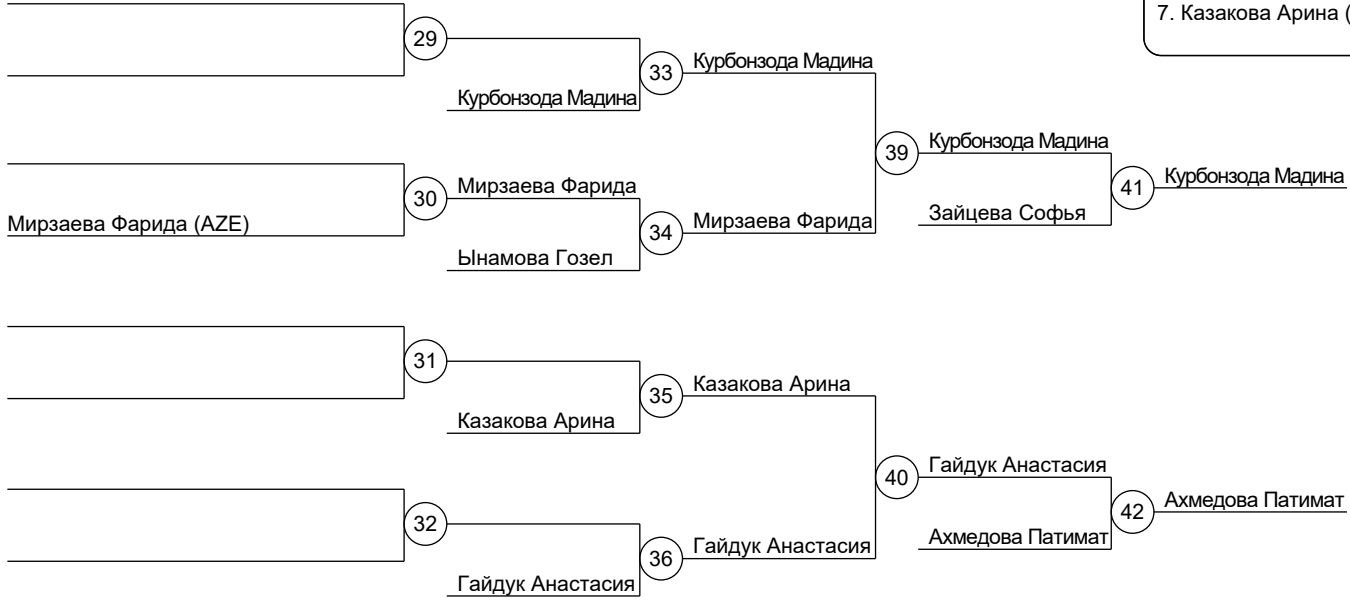 7. Казакова Арина (
29
Курбонзода Мадина
33
Курбонзода Мадина
Курбонзода Мадина
39
Мирзаева Фарида
30
41
Курбонзода Мадина
Мирзаева Фарида (AZE)
34
Мирзаева Фарида
Зайцева Софья
Ынамова Гозел
31
35
Казакова Арина
Казакова Арина
40
Гайдук Анастасия
32
42
Ахмедова Патимат
36
Гайдук Анастасия
Ахмедова Патимат
Гайдук Анастасия